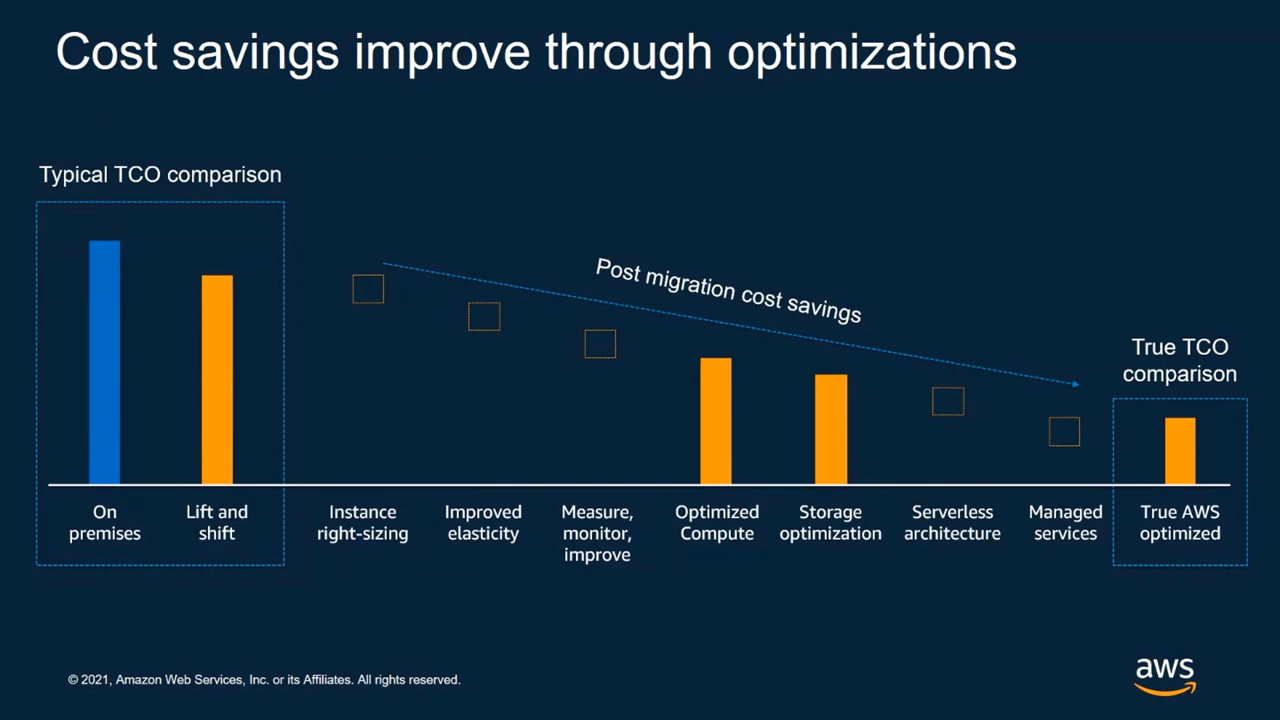 Cost savings improve through optimizations
Typical TCO comparison
Post migration cost savings
True TCO
comparison
On
premises
Lift and
shift
Instance
right-sizing
Improved
elasticity
Measure,
monitor,
improve
Optimized
Compute
Storage
optimization
Serverless
architecture
Managed
services
True AWS
optimized
© 2021, Amazon Web Services, Inc. or its Affiliates. All rights reserved.
aws